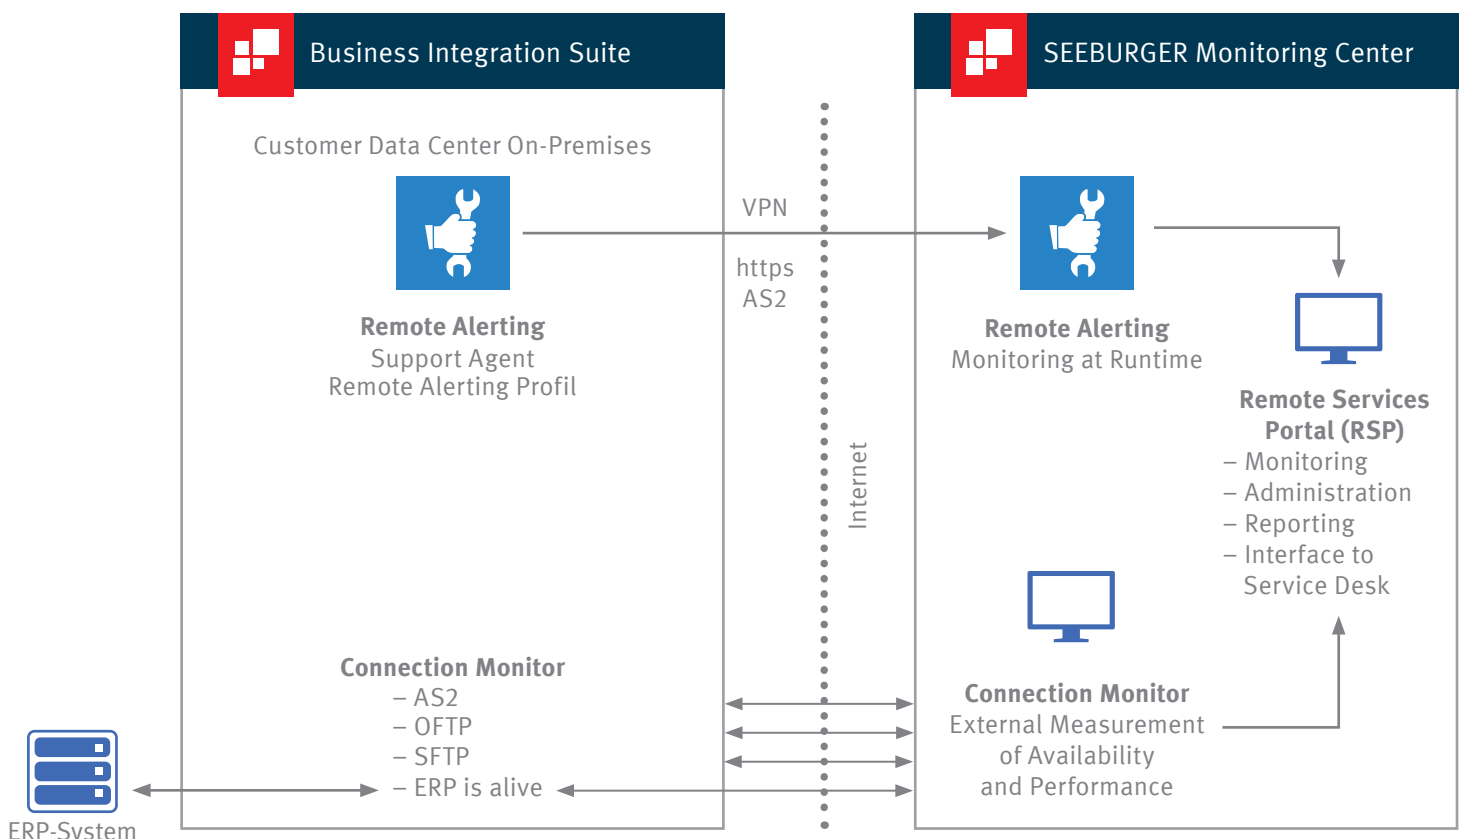 Business Integration Suite
SEEBURGER Monitoring Center
Customer Data Center On-Premises
VPN
https
AS2
Remote Alerting
Support Agent
Remote Alerting Profil
Remote Alerting
Monitoring at Runtime
Remote Services
Portal (RSP)
– Monitoring
– Administration
– Reporting
– Interface to
Service Desk
Internet
Connection Monitor
– AS2
– OFTP
– SFTP
– ERP is alive
Connection Monitor
External Measurement
of Availability
and Performance
ERP-System